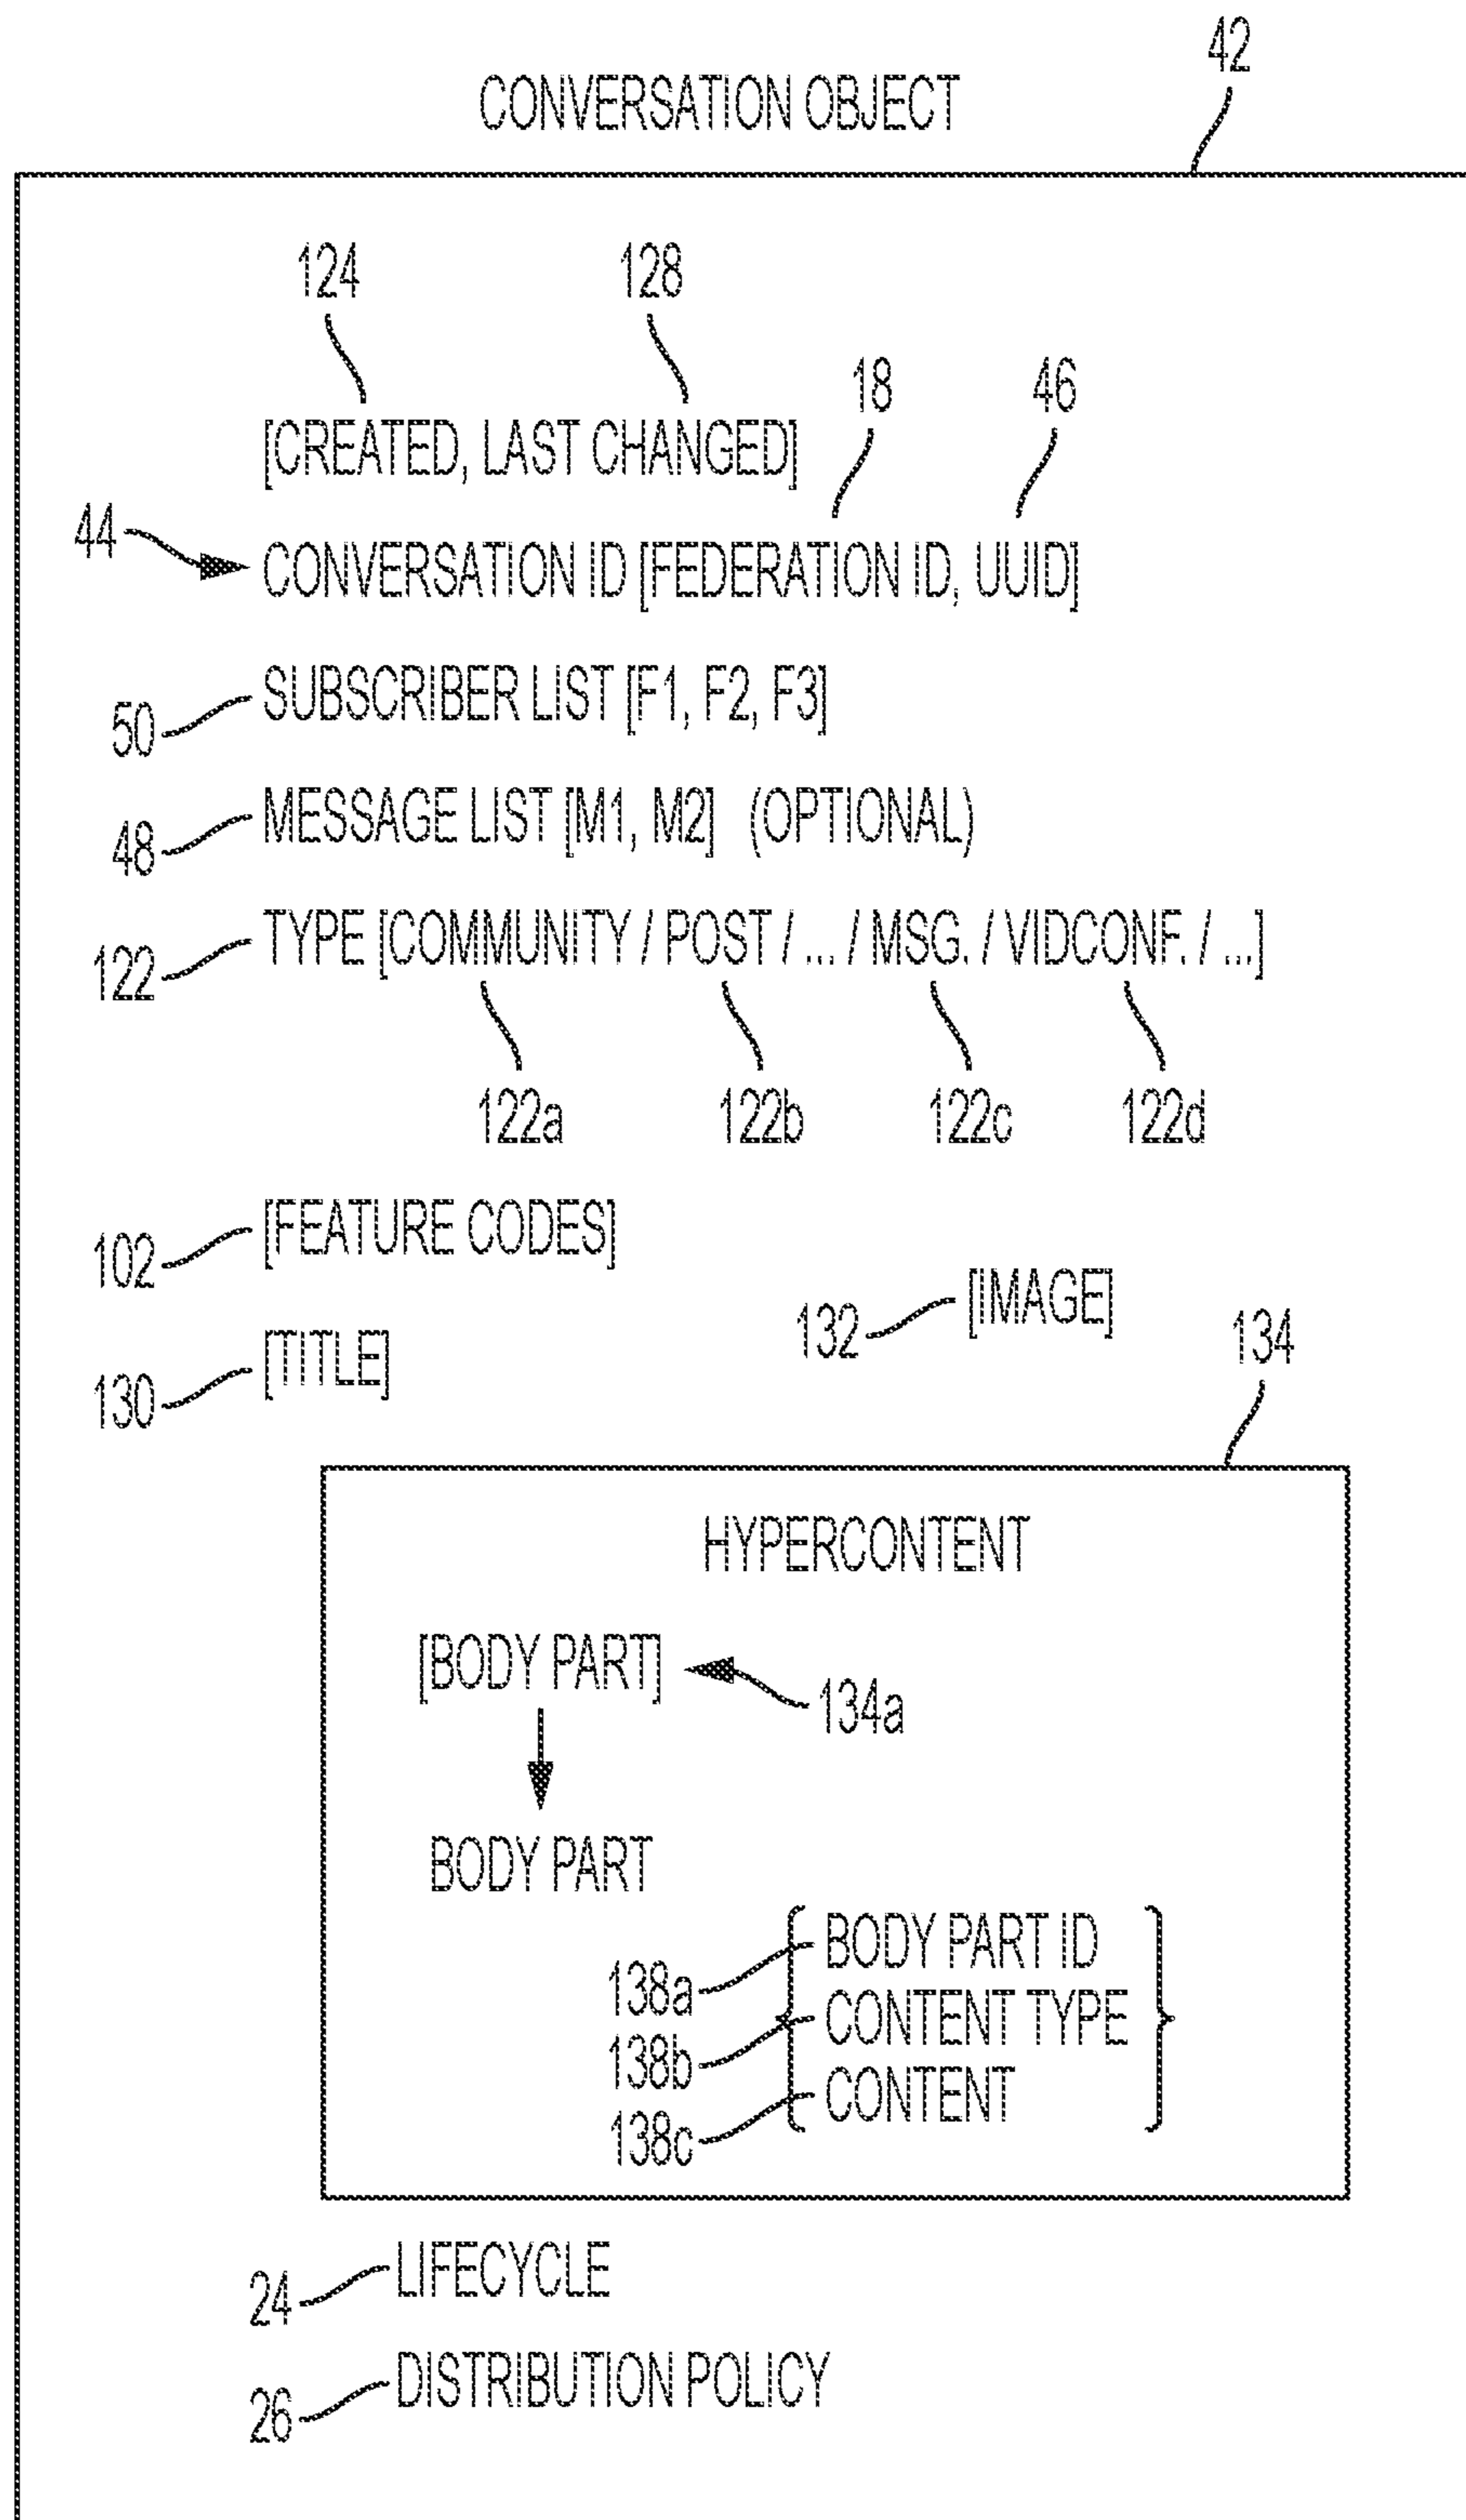 42
CONVERSATION OBJECT
124 128
18 46
[CREATED, LAST CHANGED]
44 CONVERSATION ID [FEDERATION ID, UUID]
50 SUBSCRIBER LIST [F1, F2, F3]
48 MESSAGE LIST [M1, M2] (OPTIONAL)
122 TYPE [COMMUNITY / POST / ... / MSG. / VIDCONF. / ...]
122a 122b 122c 122d
102 [FEATURE CODES]
132 [IMAGE]
134
130 [TITLE]
HYPERCONTENT
[BODY PART] 134a
BODY PART
138a BODY PART ID
138b CONTENT TYPE
138c CONTENT
24 LIFECYCLE
26 DISTRIBUTION POLICY